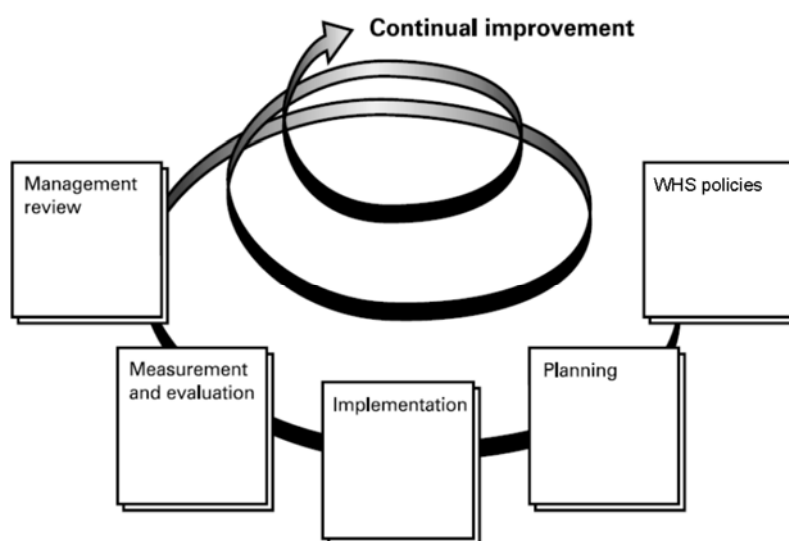 Continual improvement
Management
review
WHS policies
Measurement
and evaluation
Implementation
Planning